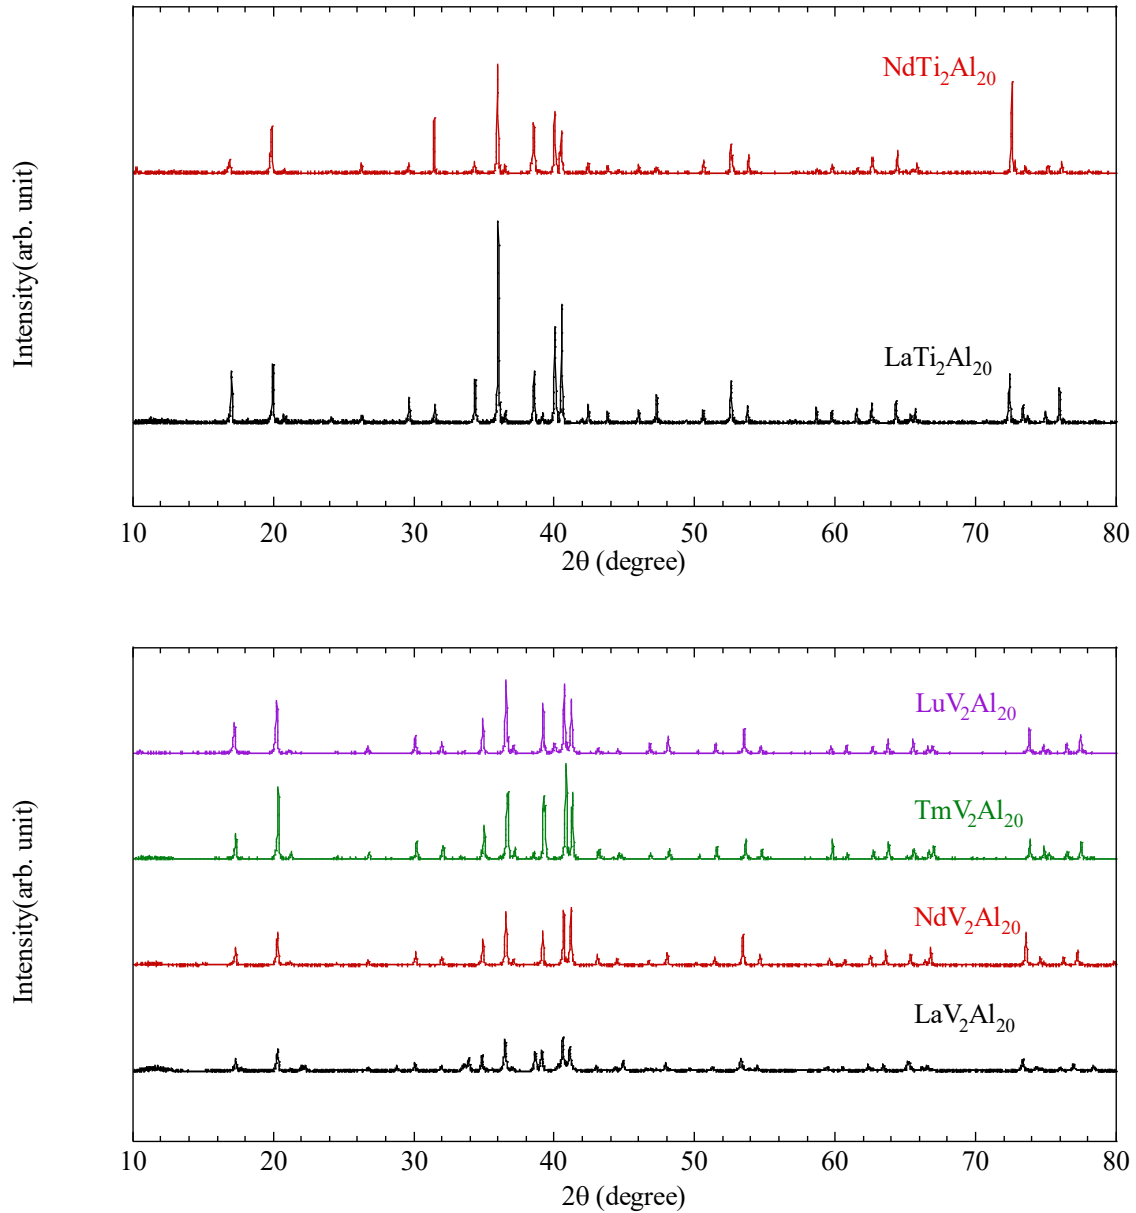 NdTi₂Al₂₀
LaTi₂Al₂₀
Intensity(arb. unit)
10 20 30 40 50 60 70 80
2θ (degree)
LuV₂Al₂₀
TmV₂Al₂₀
NdV₂Al₂₀
LaV₂Al₂₀
Intensity(arb. unit)
10 20 30 40 50 60 70 80
2θ (degree)